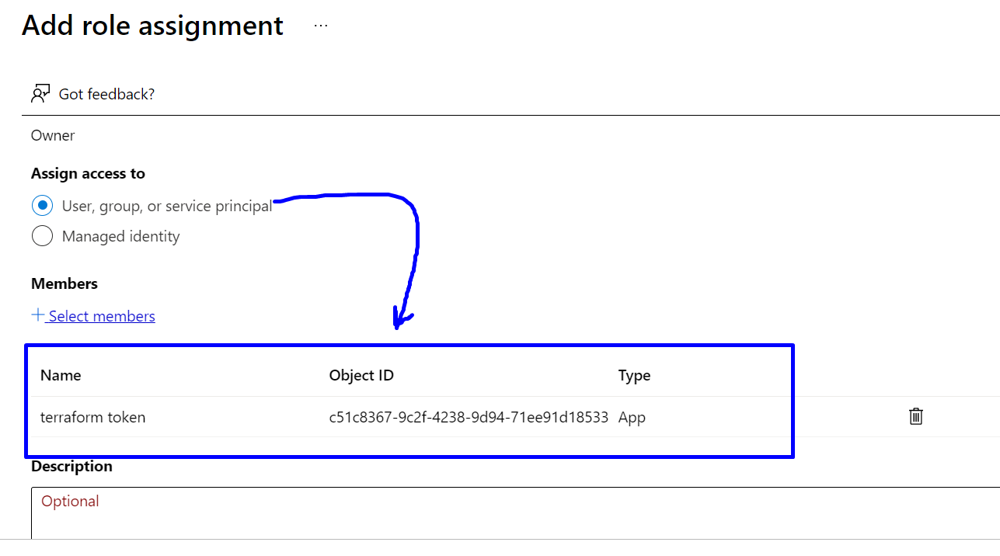 Add role assignment ...
Got feedback?
Owner
Assign access to
User, group, or service principal
Managed identity
Members
+ Select members
Name Object ID Type
terraform token c51c8367-9c2f-4238-9d94-71ee91d18533 App
Description
Optional